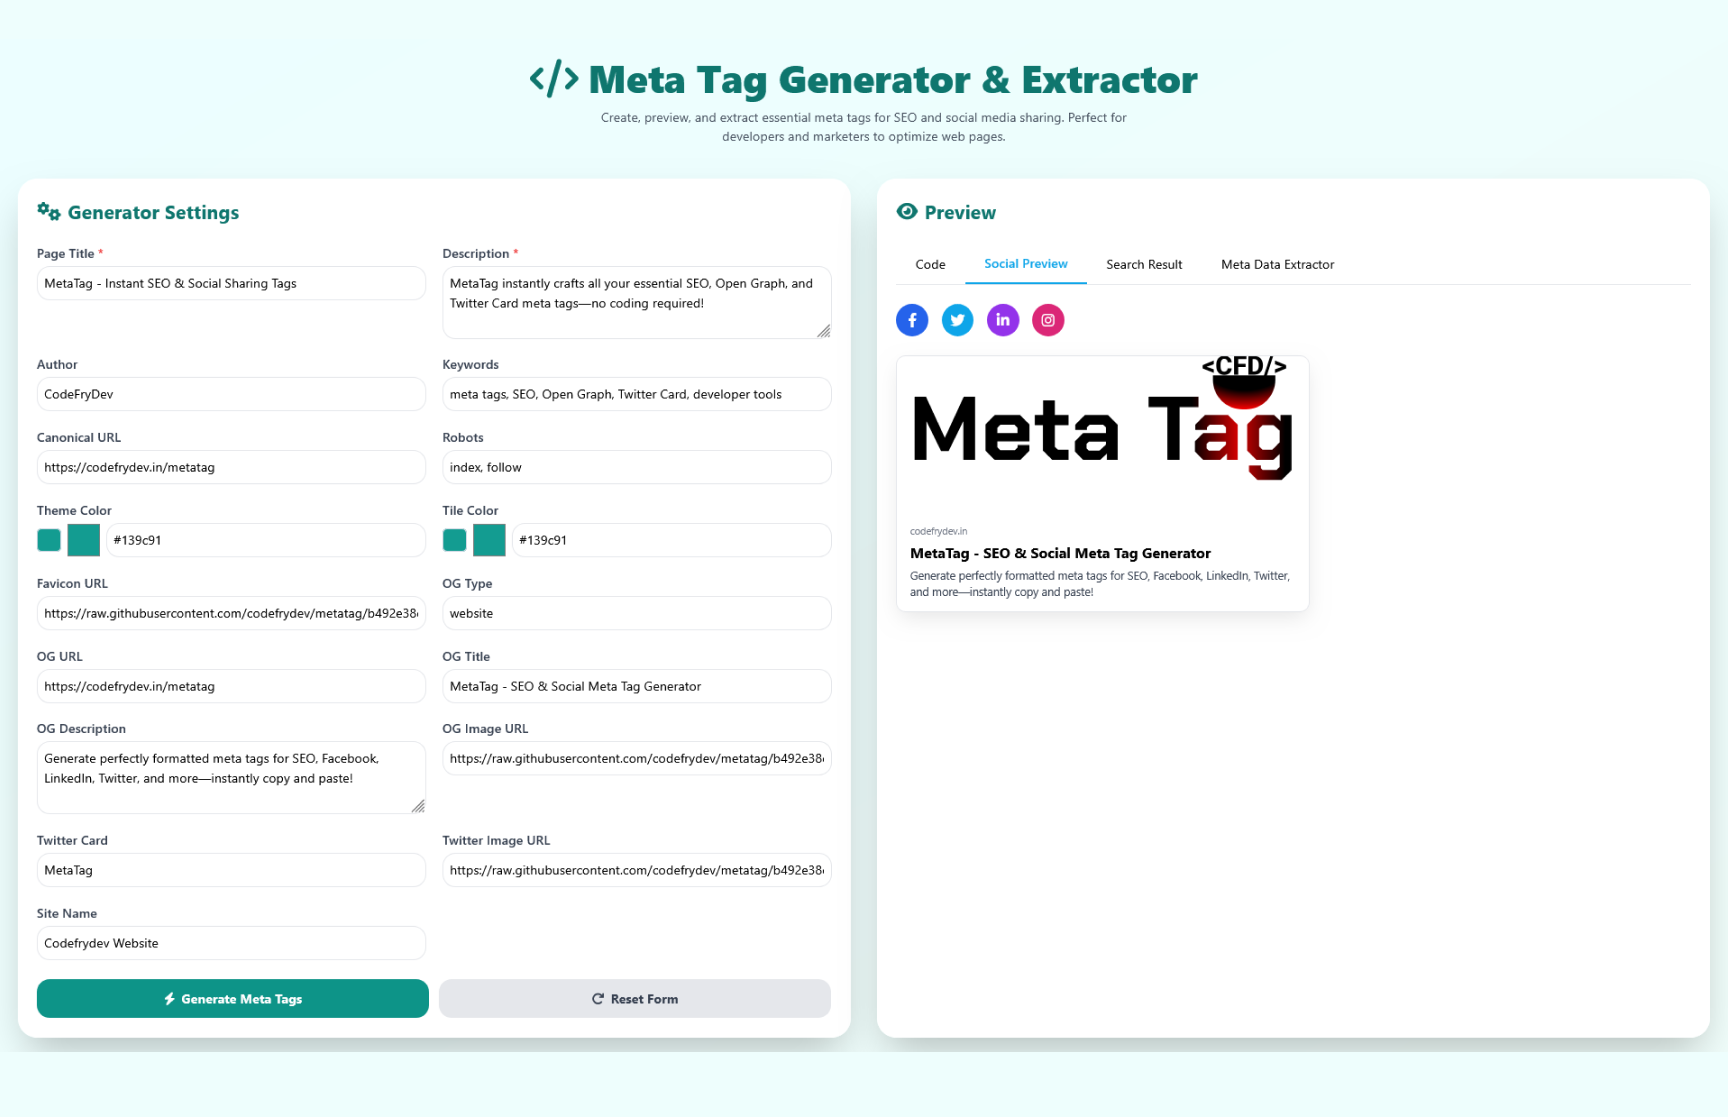 </> Meta Tag Generator & Extractor
Create, preview, and extract essential meta tags for SEO and social media sharing. Perfect for
developers and marketers to optimize web pages.
Generator Settings
Page Title *
MetaTag - Instant SEO & Social Sharing Tags
Description *
MetaTag instantly crafts all your essential SEO, Open Graph, and
Twitter Card meta tags—no coding required!
Author
CodeFryDev
Keywords
meta tags, SEO, Open Graph, Twitter Card, developer tools
Canonical URL
https://codefrydev.in/metatag
Robots
index, follow
Theme Color
#139c91
Tile Color
#139c91
Favicon URL
https://raw.githubusercontent.com/codefrydev/metatag/b492e38
OG Type
website
OG URL
https://codefrydev.in/metatag
OG Title
MetaTag - SEO & Social Meta Tag Generator
OG Description
Generate perfectly formatted meta tags for SEO, Facebook,
LinkedIn, Twitter, and more—instantly copy and paste!
OG Image URL
https://raw.githubusercontent.com/codefrydev/metatag/b492e38
Twitter Card
MetaTag
Twitter Image URL
https://raw.githubusercontent.com/codefrydev/metatag/b492e38
Site Name
Codefrydev Website
Generate Meta Tags
Reset Form
Preview
Code
Social Preview
Search Result
Meta Data Extractor
<CFD/>
Meta Tag
codefrydev.in
MetaTag - SEO & Social Meta Tag Generator
Generate perfectly formatted meta tags for SEO, Facebook, LinkedIn, Twitter,
and more—instantly copy and paste!